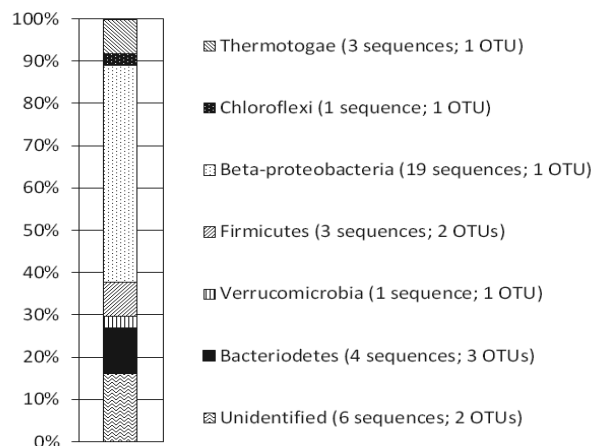 100%
90%
80%
70%
60%
50%
40%
30%
20%
10%
0%
Thermotogae (3 sequences; 1 OTU)
Chloroflexi (1 sequence; 1 OTU)
Beta-proteobacteria (19 sequences; 1 OTU)
Firmicutes (3 sequences; 2 OTUs)
Verrucomicrobia (1 sequence; 1 OTU)
Bacteriodetes (4 sequences; 3 OTUs)
Unidentified (6 sequences; 2 OTUs)